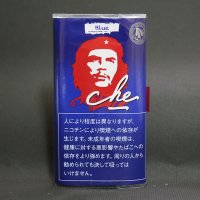 Blue
che
人により程度は異なりますが、
ニコチンにより喫煙への依存が
生じます。未成年者の喫煙は、
健康に対する悪影響やたばこへの
依存をより強めます。周りの人から
勧められても決して吸っては
いけません。